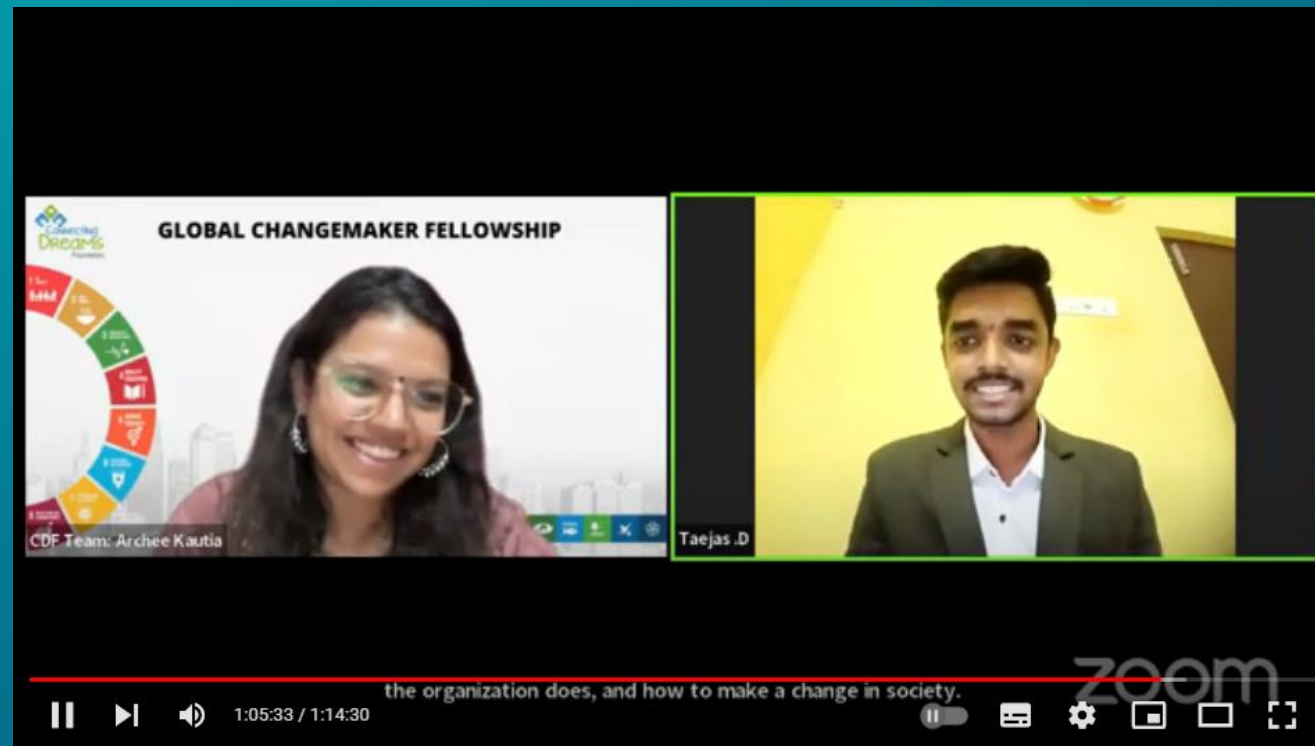 Connecting
Dreams
Foundation
GLOBAL CHANGEMAKER FELLOWSHIP
CDF Team: Archee Kautia
Taejas .D
zoom
the organization does, and how to make a change in society.
1:05:33 / 1:14:30